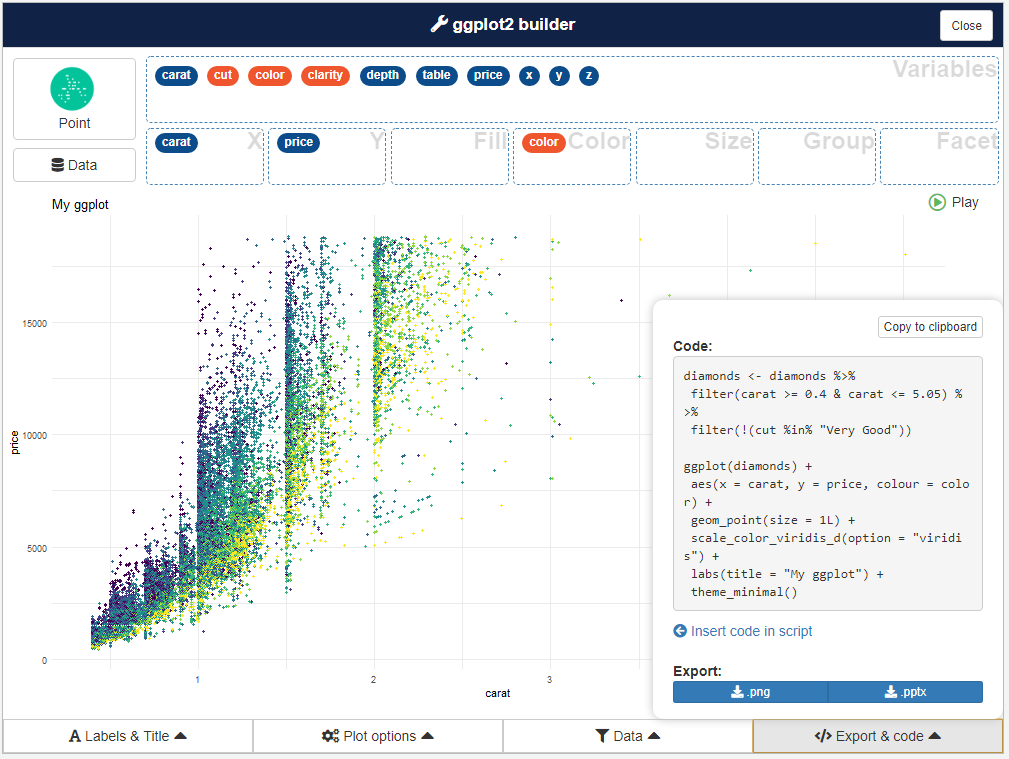 ggplot2 builder
Close
Point
Data
carat cut color clarity depth table price x y z Variables
carat X price Y Fill color Color Size Group Facet
My ggplot
Play
15000
10000
5000
0
price
1 2 3
carat
Copy to clipboard
Code:
diamonds <- diamonds %>%
filter(carat >= 0.4 & carat <= 5.05) %
>%
filter(!(cut %in% "Very Good"))
ggplot(diamonds) +
aes(x = carat, y = price, colour = colo
r) +
geom_point(size = 1L) +
scale_color_viridis_d(option = "viridi
s") +
labs(title = "My ggplot") +
theme_minimal()
Insert code in script
Export:
.png .pptx
Labels & Title Plot options Data Export & code